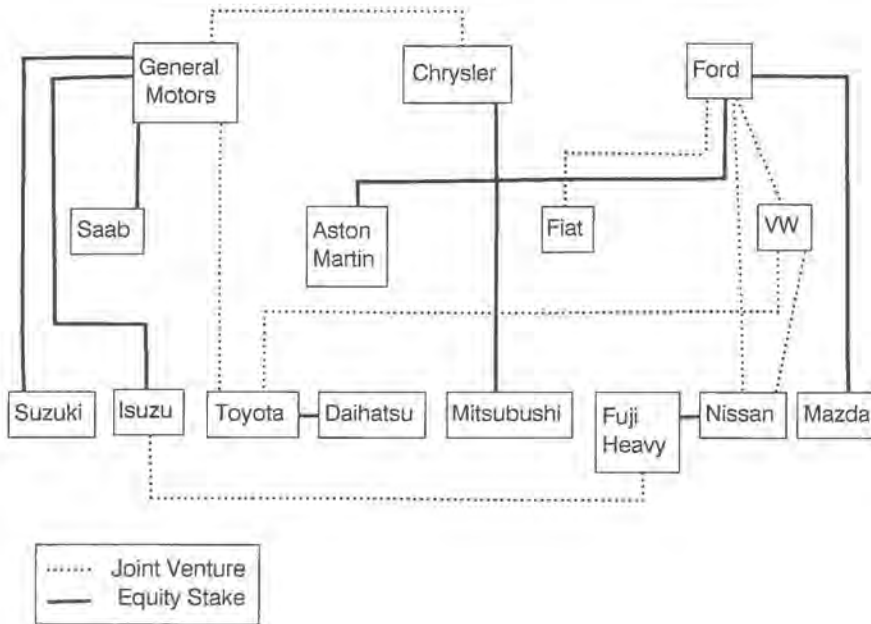 General
Motors
Chrysler
Ford
Saab
Aston
Martin
Fiat
VW
Suzuki
Isuzu
Toyota
Daihatsu
Mitsubushi
Fuji
Heavy
Nissan
Mazda
Joint Venture
Equity Stake